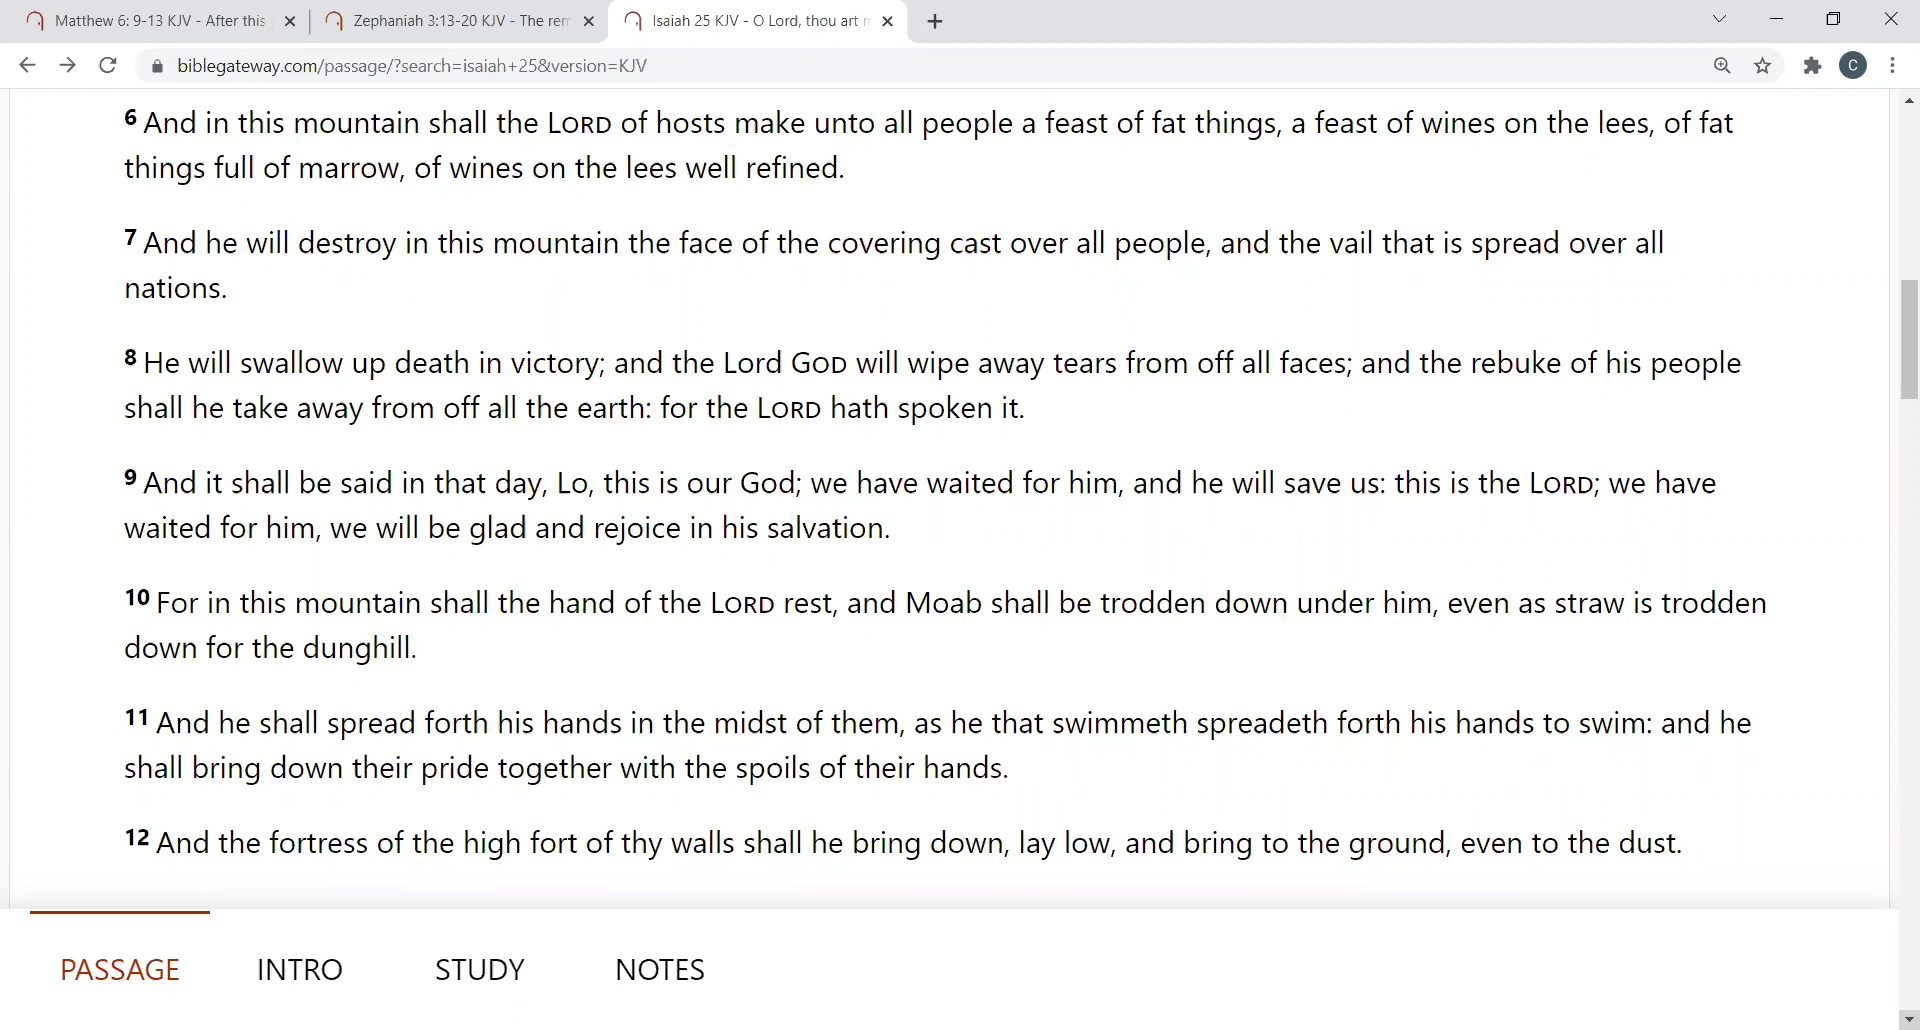 Matthew 6: 9-13 KJV - After this
Zephaniah 3:13-20 KJV - The rem
Isaiah 25 KJV - O Lord, thou art m
biblegateway.com/passage/?search=isaiah+25&version=KJV
C
6 And in this mountain shall the LORD of hosts make unto all people a feast of fat things, a feast of wines on the lees, of fat
things full of marrow, of wines on the lees well refined.
7 And he will destroy in this mountain the face of the covering cast over all people, and the vail that is spread over all
nations.
8 He will swallow up death in victory; and the Lord GOD will wipe away tears from off all faces; and the rebuke of his people
shall he take away from off all the earth: for the LORD hath spoken it.
9 And it shall be said in that day, Lo, this is our God; we have waited for him, and he will save us: this is the LORD; we have
waited for him, we will be glad and rejoice in his salvation.
10 For in this mountain shall the hand of the LORD rest, and Moab shall be trodden down under him, even as straw is trodden
down for the dunghill.
11 And he shall spread forth his hands in the midst of them, as he that swimmeth spreadeth forth his hands to swim: and he
shall bring down their pride together with the spoils of their hands.
12 And the fortress of the high fort of thy walls shall he bring down, lay low, and bring to the ground, even to the dust.
PASSAGE INTRO STUDY NOTES